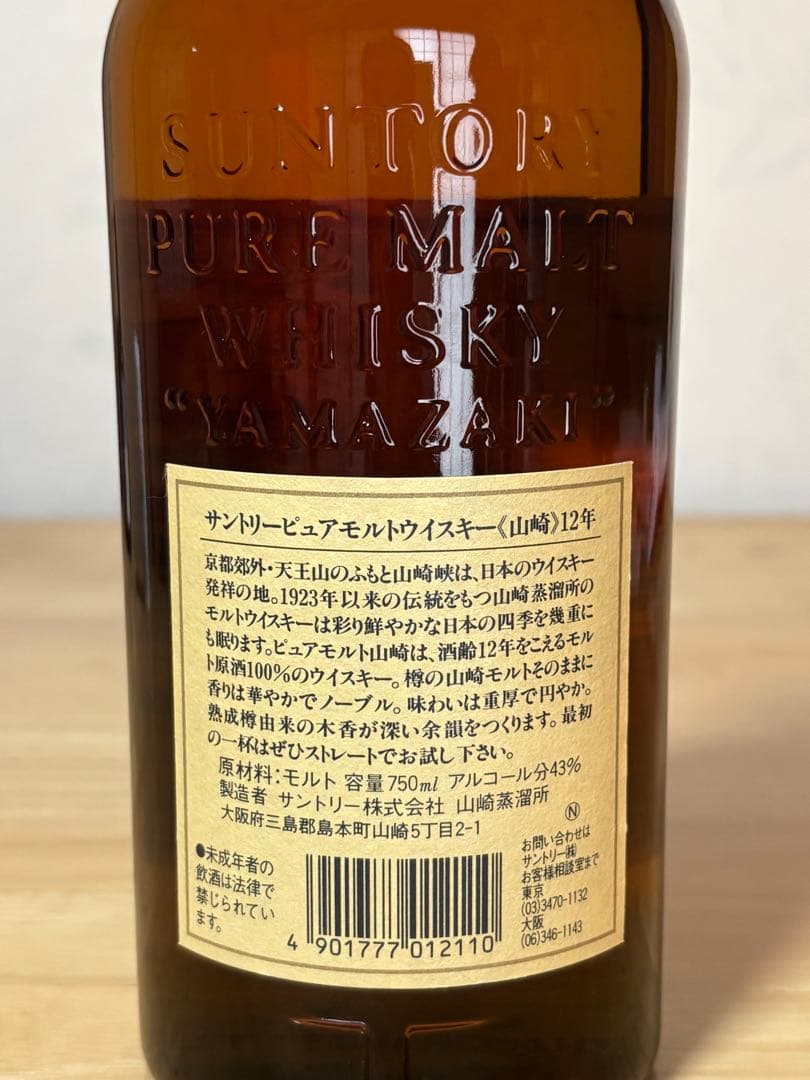 SUNTORY
PURE MALT
WHISKY
"YAMAZAKI"
サントリーピュアモルトウイスキー《山崎》12年
京都郊外・天王山のふもと山崎峡は、日本のウイスキー
発祥の地。1923年以来の伝統をもつ山崎蒸溜所の
モルトウイスキーは彩り鮮やかな日本の四季を幾重に
も眠ります。ピュアモルト山崎は、酒齢12年をこえるモル
ト原酒100%のウイスキー。樽の山崎モルトそのままに
香りは華やかでノーブル。味わいは重厚で円やか。
熟成樽由来の木香が深い余韻をつくります。最初
の一杯はぜひストレートでお試し下さい。
原材料:モルト 容量750ml アルコール分43%
製造者 サントリー株式会社 山崎蒸溜所
大阪府三島郡島本町山崎5丁目2-1
Ⓝ
●未成年者の
飲酒は法律で
禁じられてい
ます。
4 901777 012110
お問い合わせは
サントリー㈱
お客様相談室まで
東京
(03)3470-1132
大阪
(06)346-1143